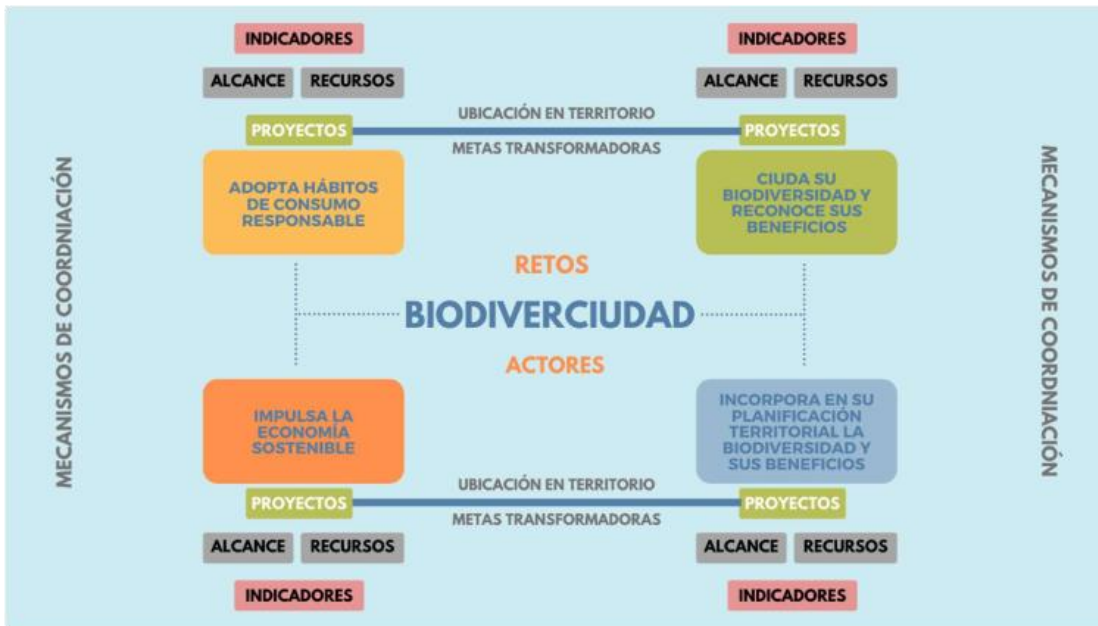 INDICADORES
INDICADORES
ALCANCE
RECURSOS
ALCANCE
RECURSOS
UBICACIÓN EN TERRITORIO
PROYECTOS
PROYECTOS
METAS TRANSFORMADORAS
MECANISMOS DE COORDNIACIÓN
ADOPTA HÁBITOS
DE CONSUMO
RESPONSABLE
CIUDA SU
BIODIVERSIDAD Y
RECONOCE SUS
BENEFICIOS
MECANISMOS DE COORDNIACIÓN
RETOS
BIODIVERCIUDAD
ACTORES
IMPULSA LA
ECONOMÍA
SOSTENIBLE
INCORPORA EN SU
PLANIFICACIÓN
TERRITORIAL LA
BIODIVERSIDAD Y
SUS BENEFICIOS
UBICACIÓN EN TERRITORIO
PROYECTOS
PROYECTOS
METAS TRANSFORMADORAS
ALCANCE
RECURSOS
ALCANCE
RECURSOS
INDICADORES
INDICADORES